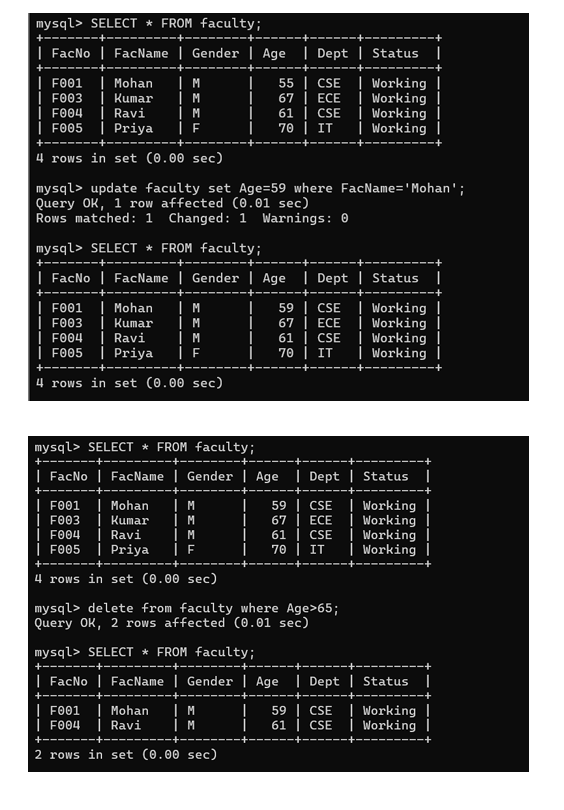 mysql> SELECT * FROM faculty;
+-------+---------+--------+------+------+---------+
| FacNo | FacName | Gender | Age  | Dept | Status  |
+-------+---------+--------+------+------+---------+
| F001  | Mohan   | M      |   55 | CSE  | Working |
| F003  | Kumar   | M      |   67 | ECE  | Working |
| F004  | Ravi    | M      |   61 | CSE  | Working |
| F005  | Priya   | F      |   70 | IT   | Working |
+-------+---------+--------+------+------+---------+
4 rows in set (0.00 sec)
mysql> update faculty set Age=59 where FacName='Mohan';
Query OK, 1 row affected (0.01 sec)
Rows matched: 1  Changed: 1  Warnings: 0
mysql> SELECT * FROM faculty;
+-------+---------+--------+------+------+---------+
| FacNo | FacName | Gender | Age  | Dept | Status  |
+-------+---------+--------+------+------+---------+
| F001  | Mohan   | M      |   59 | CSE  | Working |
| F003  | Kumar   | M      |   67 | ECE  | Working |
| F004  | Ravi    | M      |   61 | CSE  | Working |
| F005  | Priya   | F      |   70 | IT   | Working |
+-------+---------+--------+------+------+---------+
4 rows in set (0.00 sec)
mysql> SELECT * FROM faculty;
+-------+---------+--------+------+------+---------+
| FacNo | FacName | Gender | Age  | Dept | Status  |
+-------+---------+--------+------+------+---------+
| F001  | Mohan   | M      |   59 | CSE  | Working |
| F003  | Kumar   | M      |   67 | ECE  | Working |
| F004  | Ravi    | M      |   61 | CSE  | Working |
| F005  | Priya   | F      |   70 | IT   | Working |
+-------+---------+--------+------+------+---------+
4 rows in set (0.00 sec)
mysql> delete from faculty where Age>65;
Query OK, 2 rows affected (0.01 sec)
mysql> SELECT * FROM faculty;
+-------+---------+--------+------+------+---------+
| FacNo | FacName | Gender | Age  | Dept | Status  |
+-------+---------+--------+------+------+---------+
| F001  | Mohan   | M      |   59 | CSE  | Working |
| F004  | Ravi    | M      |   61 | CSE  | Working |
+-------+---------+--------+------+------+---------+
2 rows in set (0.00 sec)